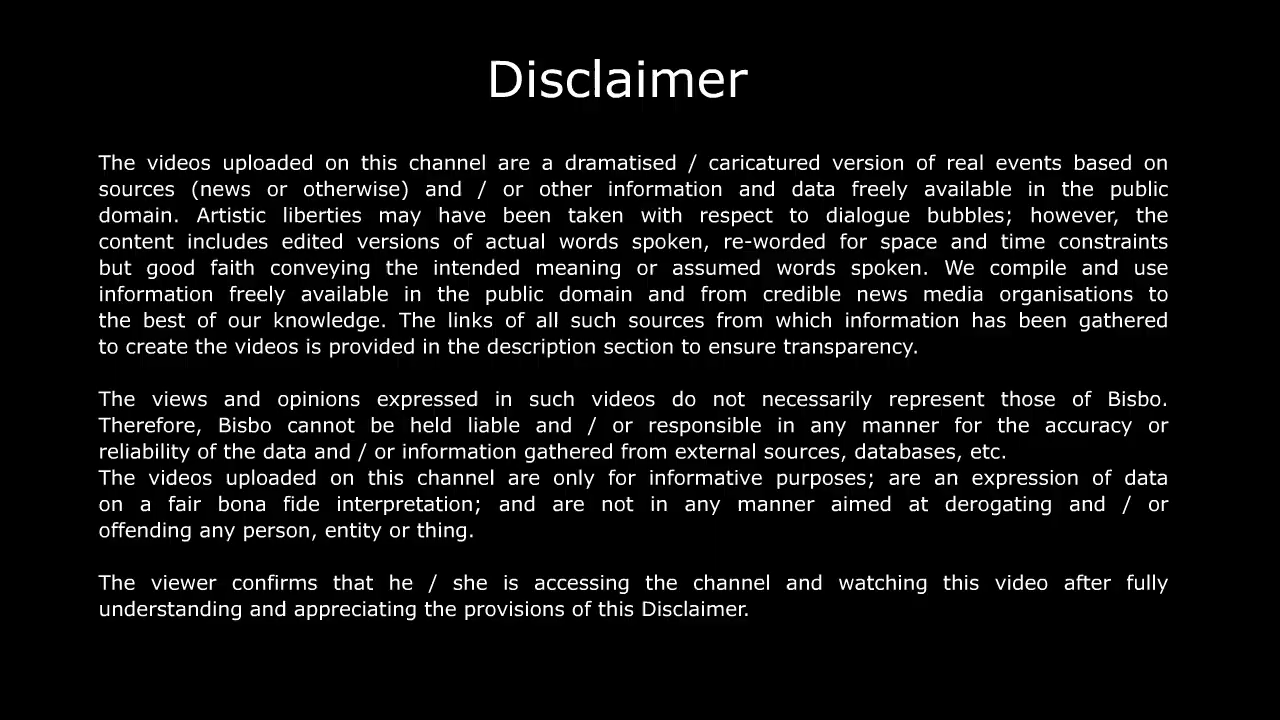 Disclaimer
The videos uploaded on this channel are a dramatised / caricatured version of real events based on
sources (news or otherwise) and / or other information and data freely available in the public
domain. Artistic liberties may have been taken with respect to dialogue bubbles; however, the
content includes edited versions of actual words spoken, re-worded for space and time constraints
but good faith conveying the intended meaning or assumed words spoken. We compile and use
information freely available in the public domain and from credible news media organisations to
the best of our knowledge. The links of all such sources from which information has been gathered
to create the videos is provided in the description section to ensure transparency.
The views and opinions expressed in such videos do not necessarily represent those of Bisbo.
Therefore, Bisbo cannot be held liable and / or responsible in any manner for the accuracy or
reliability of the data and / or information gathered from external sources, databases, etc.
The videos uploaded on this channel are only for informative purposes; are an expression of data
on a fair bona fide interpretation; and are not in any manner aimed at derogating and / or
offending any person, entity or thing.
The viewer confirms that he / she is accessing the channel and watching this video after fully
understanding and appreciating the provisions of this Disclaimer.